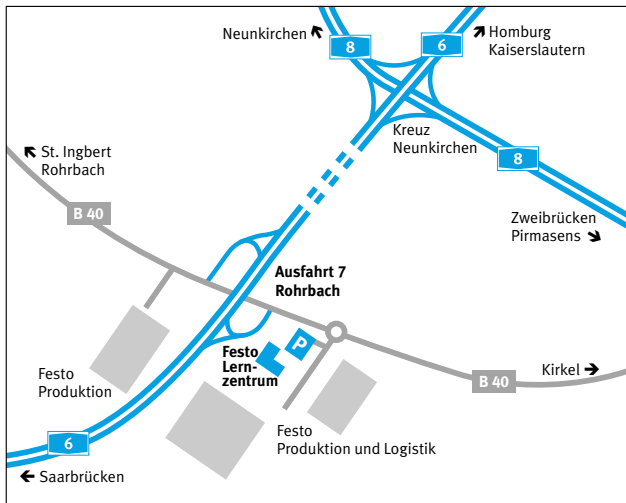 Neunkirchen
8
6
Homburg
Kaiserslautern
Kreuz
Neunkirchen
8
St. Ingbert
Rohrbach
B 40
Zweibrücken
Pirmasens
Ausfahrt 7
Rohrbach
P
Festo
Lern-
zentrum
Festo
Produktion
Kirkel
B 40
Festo
Produktion und Logistik
6
Saarbrücken